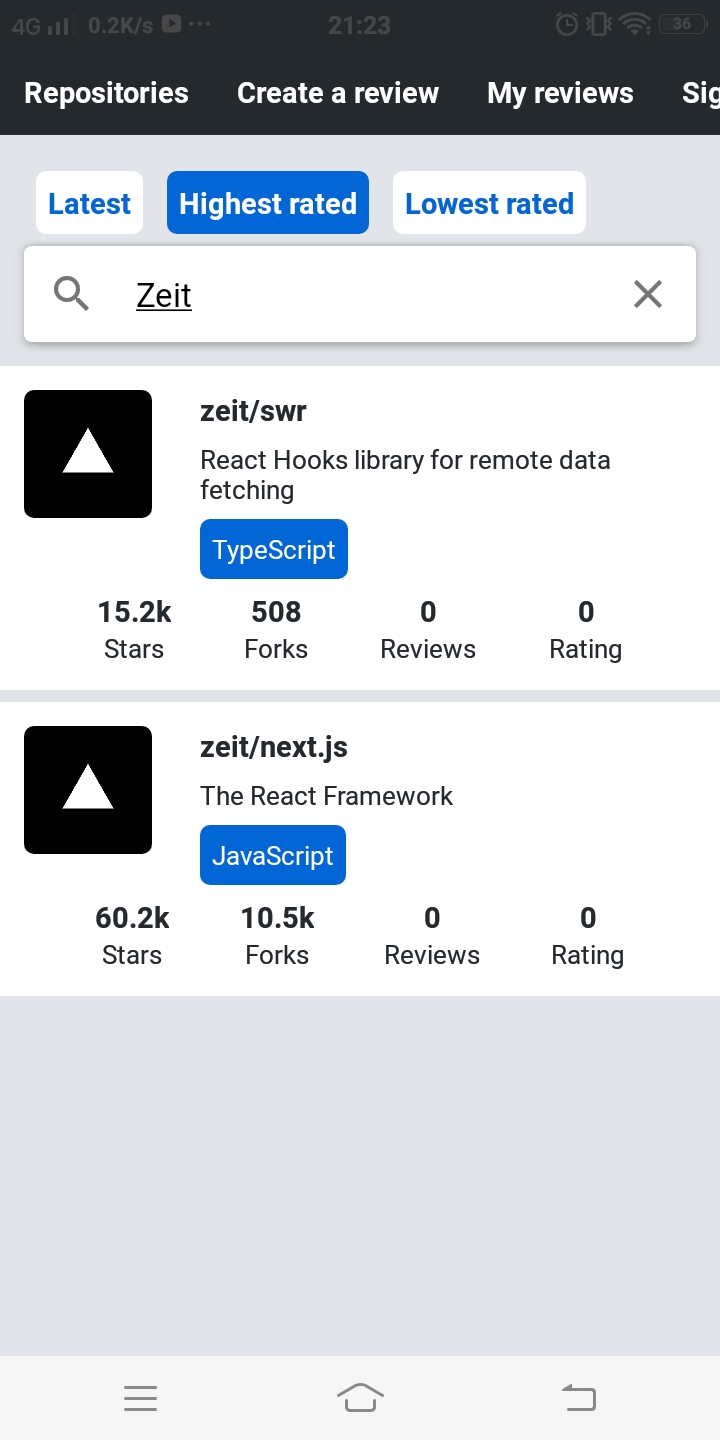 4G 0.2K/s 21:23 36
Repositories Create a review My reviews Sig
Latest Highest rated Lowest rated
Zeit
zeit/swr
React Hooks library for remote data
fetching
TypeScript
15.2k 508 0 0
Stars Forks Reviews Rating
zeit/next.js
The React Framework
JavaScript
60.2k 10.5k 0 0
Stars Forks Reviews Rating